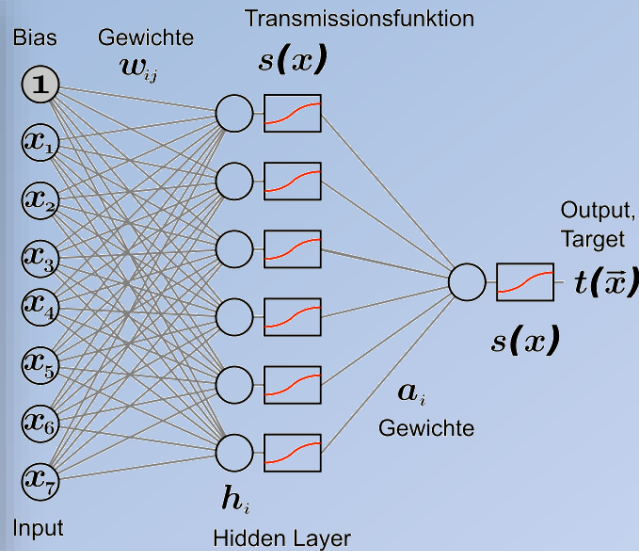 Transmissionsfunktion
Bias
Gewichte
w_ij
s(x)
1
x_1
x_2
x_3
x_4
x_5
x_6
x_7
Input
h_i
Hidden Layer
a_i
Gewichte
Output,
Target
t(x⃗)
s(x)